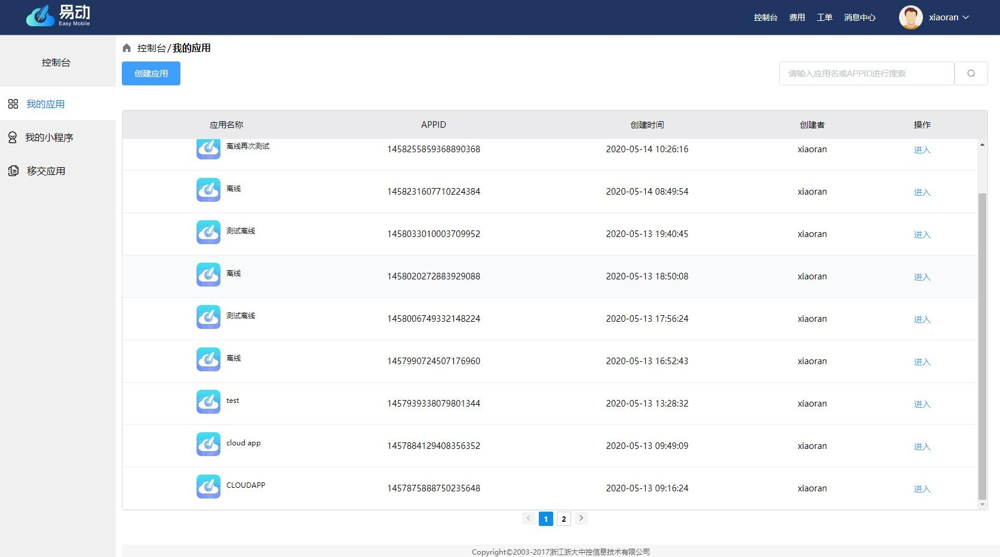 易动
Easy Mobile
控制台 费用 工单 消息中心 xiaoran
控制台
我的应用
我的小程序
移交应用
控制台/我的应用
创建应用
请输入应用名或APPID进行搜索
应用名称 APPID 创建时间 创建者 操作
离线再次测试 1458255859368890368 2020-05-14 10:26:16 xiaoran 进入
离线 1458231607710224384 2020-05-14 08:49:54 xiaoran 进入
测试离线 1458033010003709952 2020-05-13 19:40:45 xiaoran 进入
离线 1458020272883929088 2020-05-13 18:50:08 xiaoran 进入
测试离线 1458006749332148224 2020-05-13 17:56:24 xiaoran 进入
离线 1457990724507176960 2020-05-13 16:52:43 xiaoran 进入
test 1457939338079801344 2020-05-13 13:28:32 xiaoran 进入
cloud app 1457884129408356352 2020-05-13 09:49:09 xiaoran 进入
CLOUDAPP 1457875888750235648 2020-05-13 09:16:24 xiaoran 进入
1 2
Copyright©2003-2017浙江浙大中控信息技术有限公司